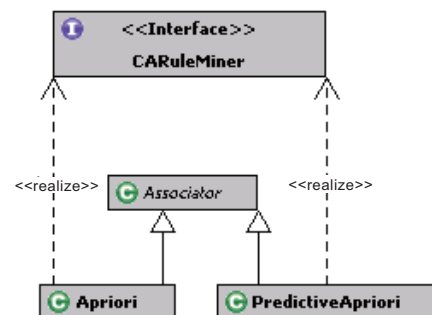 I <<Interface>>
CARuleMiner
<<realize>> <<realize>>
C Associator
C Apriori C PredictiveApriori